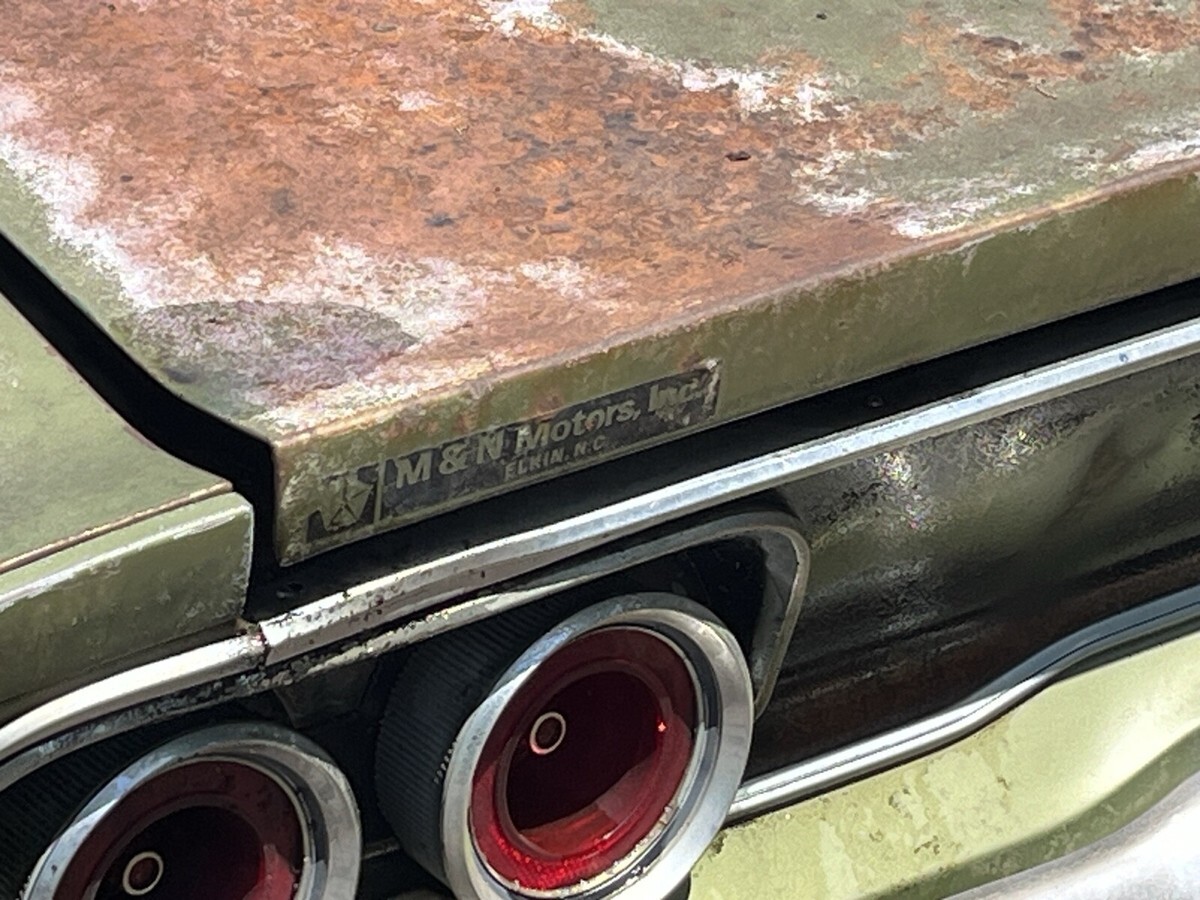 M & N Motors, Inc.
ELKIN, N.C.